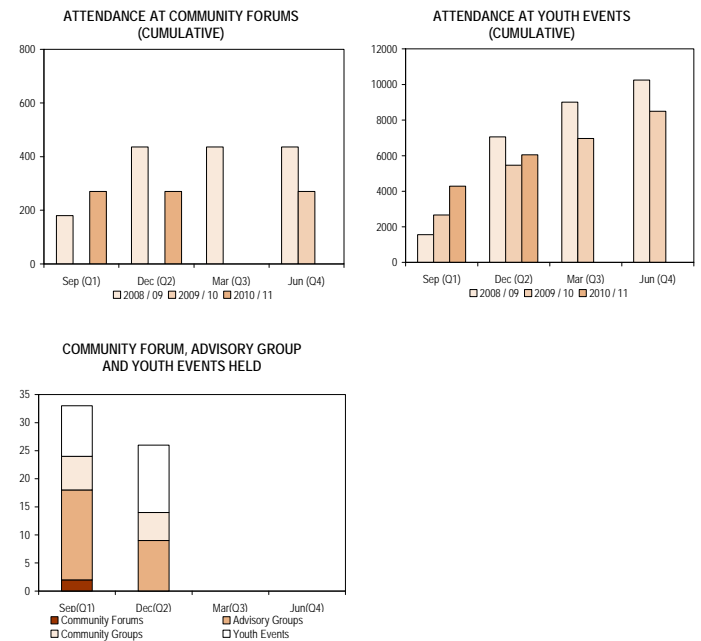 ATTENDANCE AT COMMUNITY FORUMS
(CUMULATIVE)
800
600
400
200
0
Sep (Q1) Dec (Q2) Mar (Q3) Jun (Q4)
2008 / 09 2009 / 10 2010 / 11
ATTENDANCE AT YOUTH EVENTS
(CUMULATIVE)
12000
10000
8000
6000
4000
2000
0
Sep (Q1) Dec (Q2) Mar (Q3) Jun (Q4)
2008 / 09 2009 / 10 2010 / 11
COMMUNITY FORUM, ADVISORY GROUP
AND YOUTH EVENTS HELD
35
30
25
20
15
10
5
0
Sep(Q1) Dec(Q2) Mar(Q3) Jun(Q4)
Community Forums Advisory Groups
Community Groups Youth Events